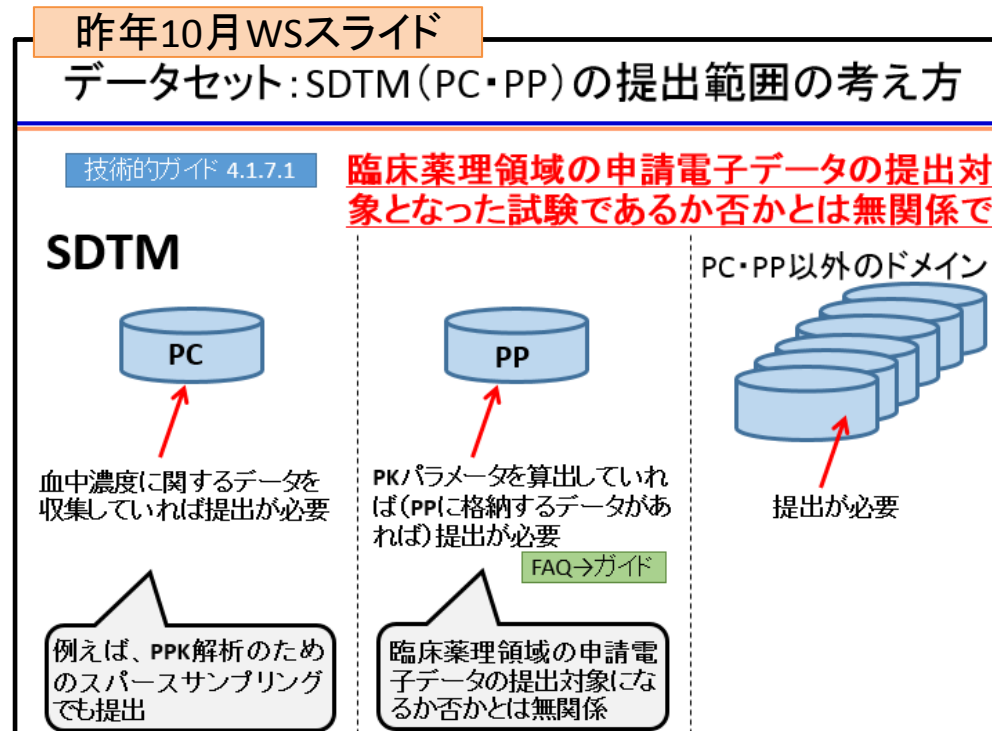 昨年10月WSスライド
データセット:SDTM(PC・PP)の提出範囲の考え方
技術的ガイド 4.1.7.1
臨床薬理領域の申請電子データの提出対
象となった試験であるか否かとは無関係で
SDTM
PC
血中濃度に関するデータを
収集していれば提出が必要
例えば、PPK解析のため
のスパースサンプリング
でも提出
PP
PKパラメータを算出していれ
ば(PPに格納するデータがあ
れば)提出が必要
FAQ→ガイド
臨床薬理領域の申請電
子データの提出対象にな
るか否かとは無関係
PC・PP以外のドメイン
提出が必要